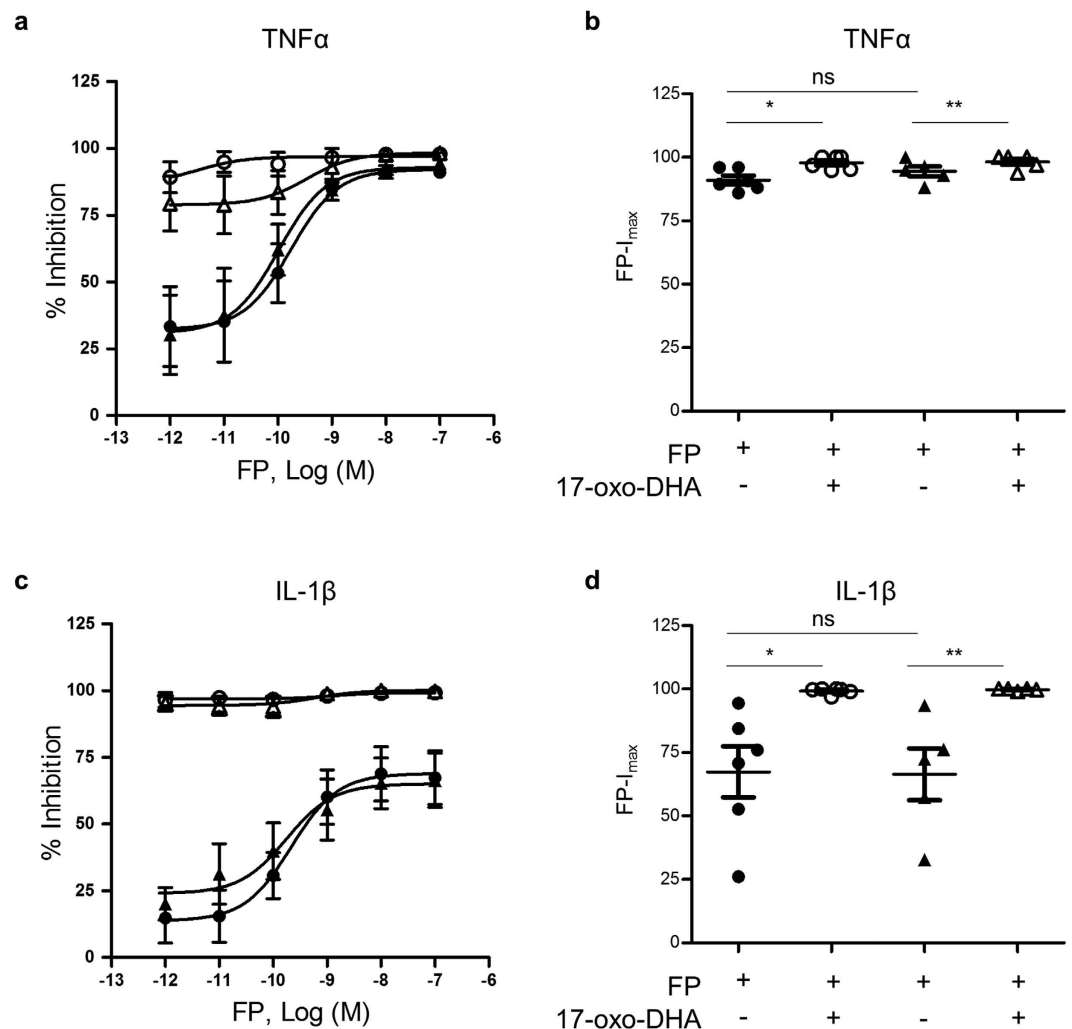 a
TNFα
125
100
75
50
25
0
% Inhibition
-13 -12 -11 -10 -9 -8 -7 -6
FP, Log (M)
b
TNFα
ns
* **
125
100
75
50
25
0
FP-Imax
FP + + + +
17-oxo-DHA - + - +
c
IL-1β
125
100
75
50
25
0
% Inhibition
-13 -12 -11 -10 -9 -8 -7 -6
FP, Log (M)
d
IL-1β
ns
* **
125
100
75
50
25
0
FP-Imax
FP + + + +
17-oxo-DHA - + - +